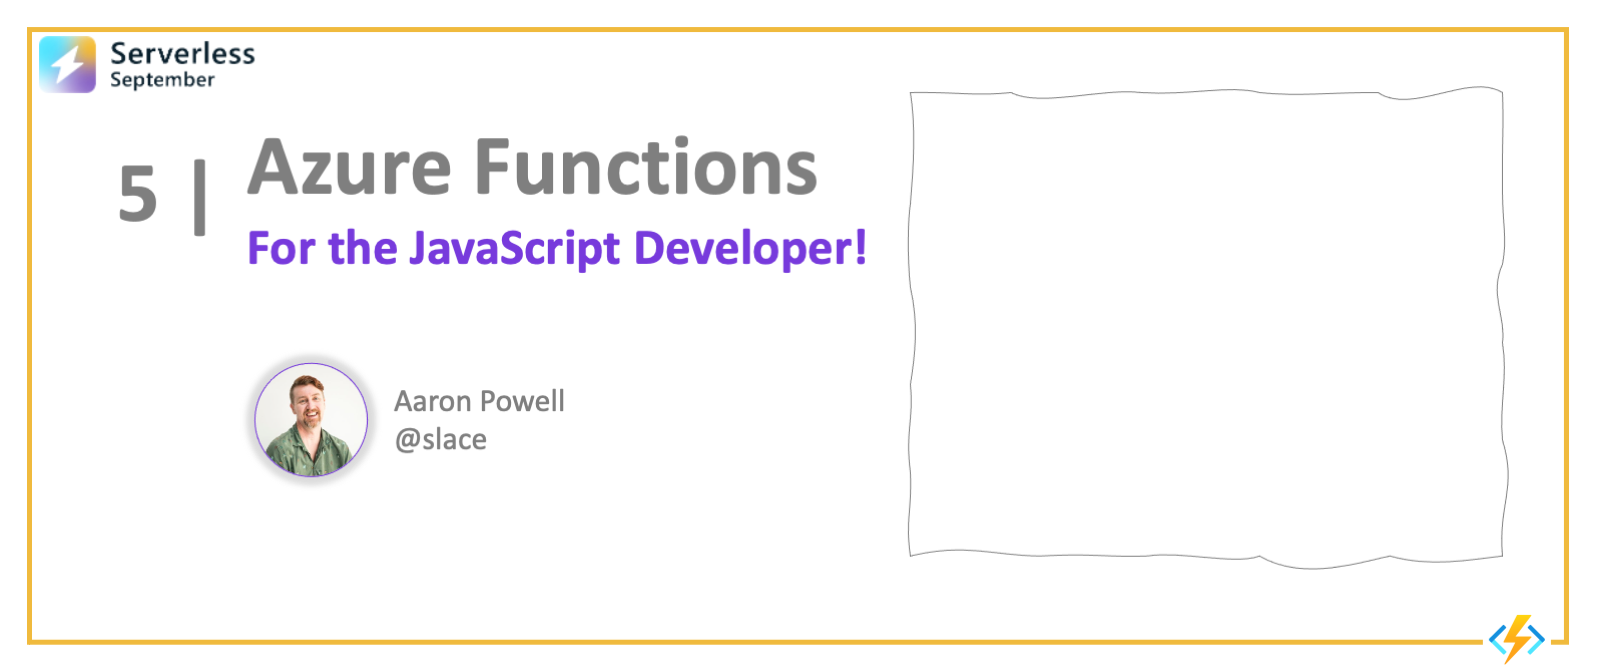 Serverless
September
5 |
Azure Functions
For the JavaScript Developer!
Aaron Powell
@slace